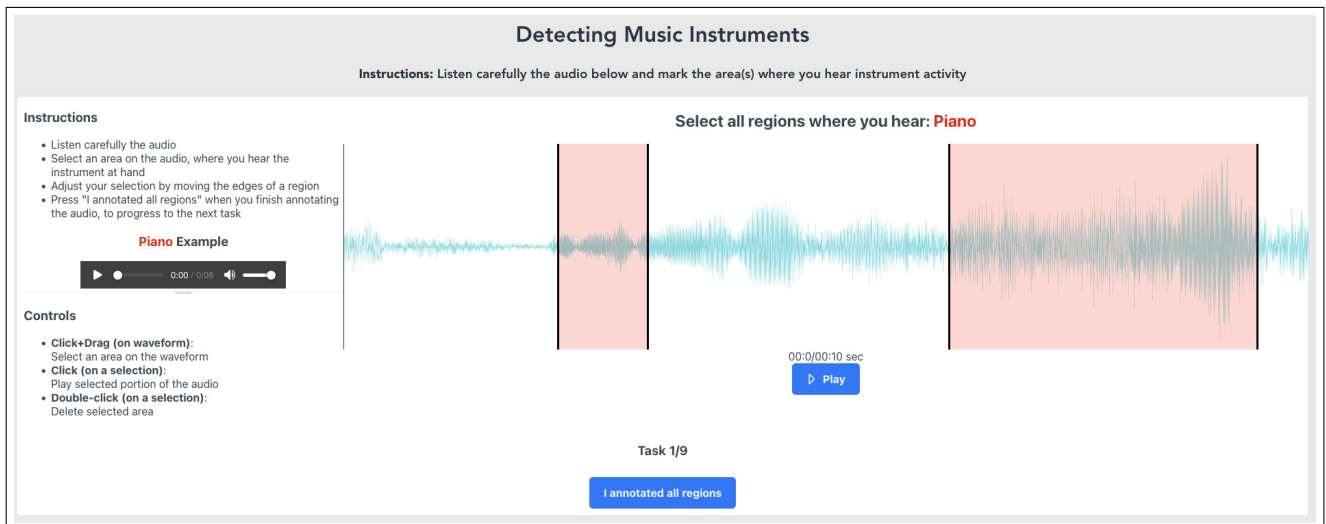 Detecting Music Instruments
Instructions: Listen carefully the audio below and mark the area(s) where you hear instrument activity
Instructions
• Listen carefully the audio
• Select an area on the audio, where you hear the
instrument at hand
• Adjust your selection by moving the edges of a region
• Press "I annotated all regions" when you finish annotating
the audio, to progress to the next task
Piano Example
0:00 / 0:08
Controls
• Click+Drag (on waveform):
Select an area on the waveform
• Click (on a selection):
Play selected portion of the audio
• Double-click (on a selection):
Delete selected area
Select all regions where you hear: Piano
00:0/00:10 sec
Play
Task 1/9
I annotated all regions